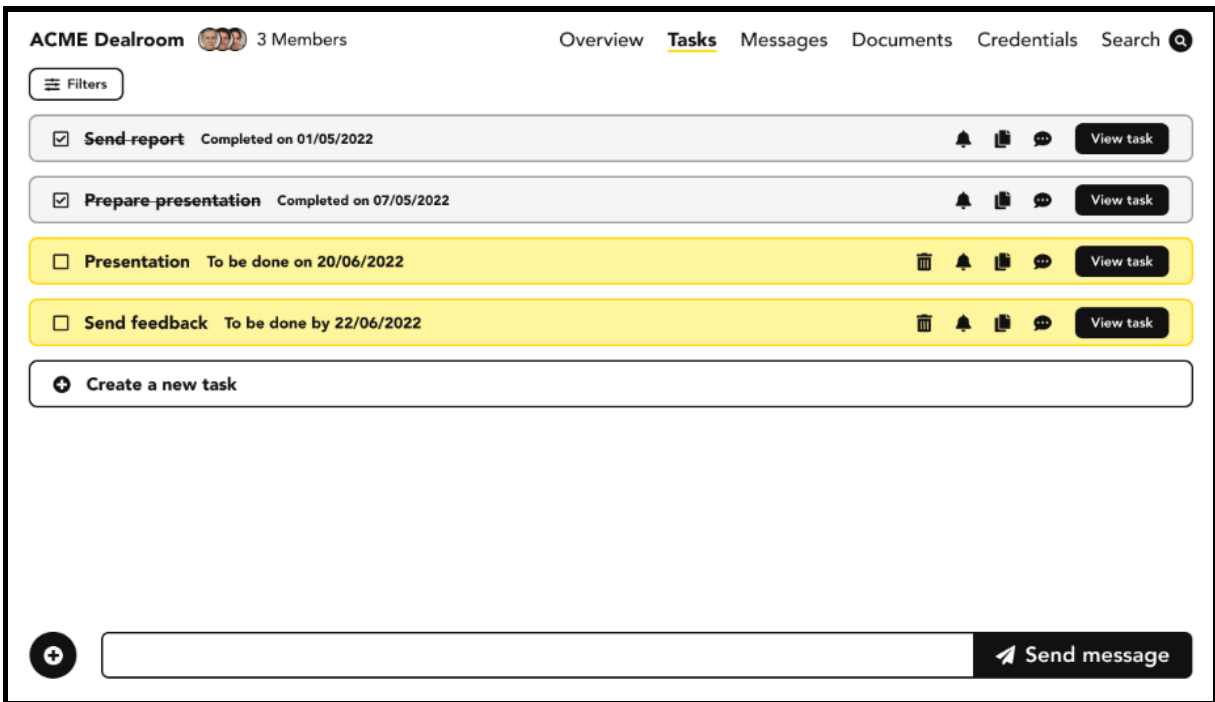 ACME Dealroom 3 Members Overview Tasks Messages Documents Credentials Search
Filters
Send report Completed on 01/05/2022 View task
Prepare presentation Completed on 07/05/2022 View task
Presentation To be done on 20/06/2022 View task
Send feedback To be done by 22/06/2022 View task
Create a new task
Send message